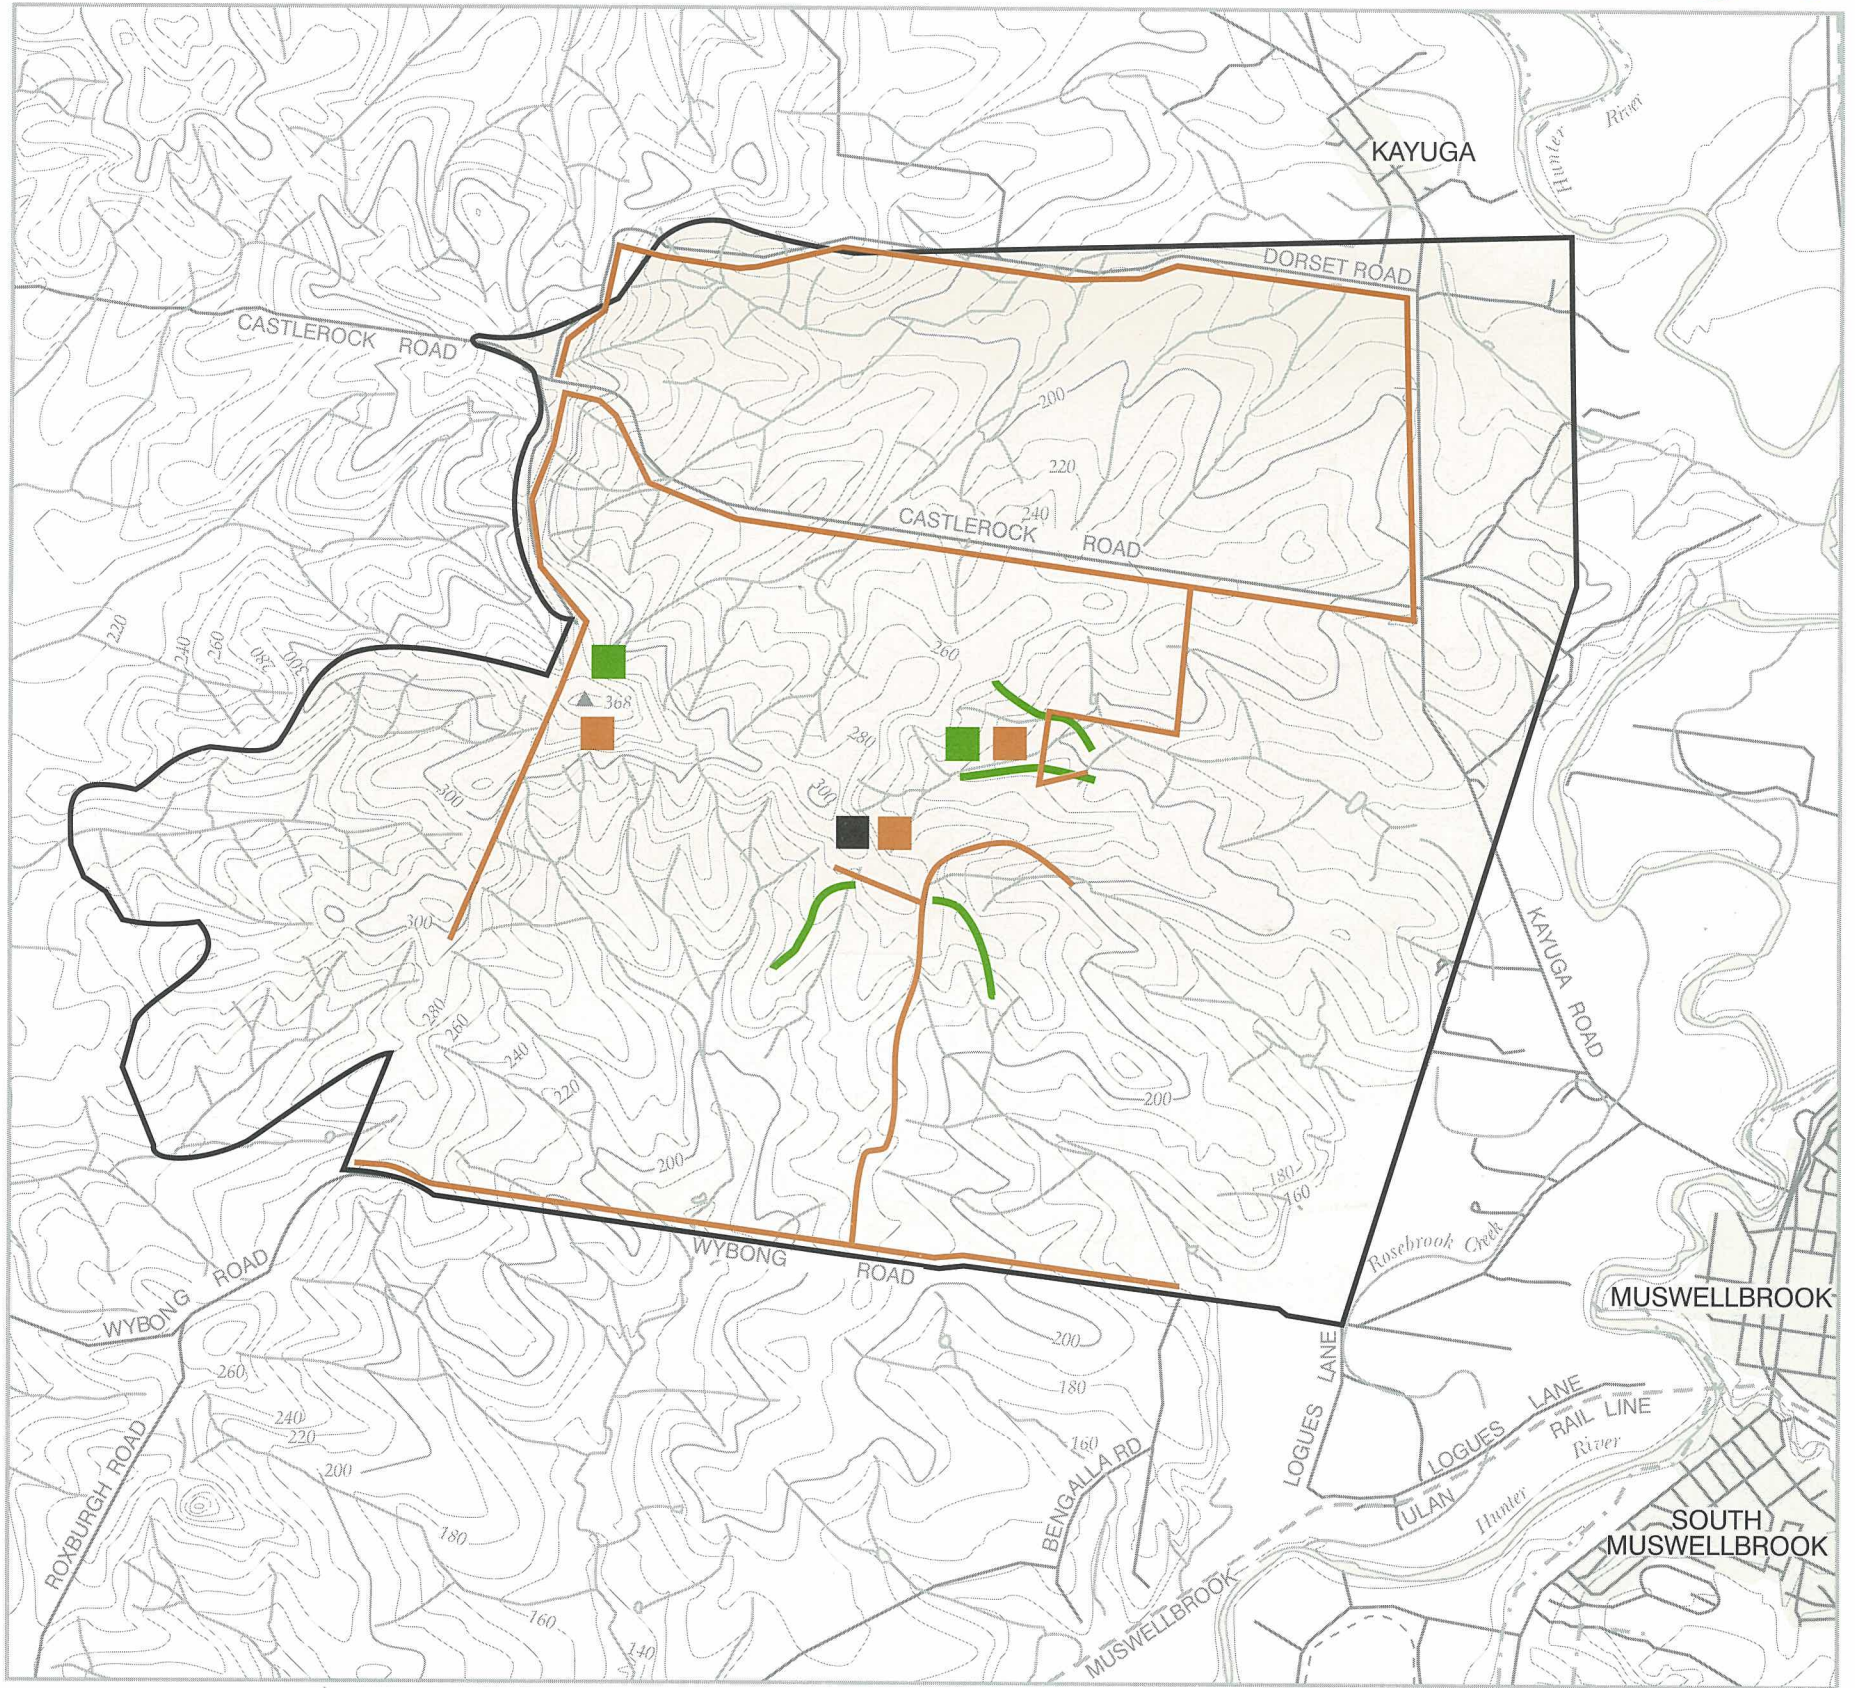 Hunter
River
KAYUGA
DORSET ROAD
CASTLEROCK ROAD
200
220
240
CASTLEROCK ROAD
220
240
260
280
300
260
368
280
300
300
300
KAYUGA ROAD
280
260
240
220
200
200
180
160
Rosebrook Creek
WYBONG ROAD
WYBONG ROAD
MUSWELLBROOK
200
260
180
LOGUES LANE
LOGUES LANE
RAIL LINE
240
220
160
River
200
BENGALLA RD
ULAN
Hunter
180
ROXBURGH ROAD
SOUTH
MUSWELLBROOK
160
140
MUSWELLBROOK